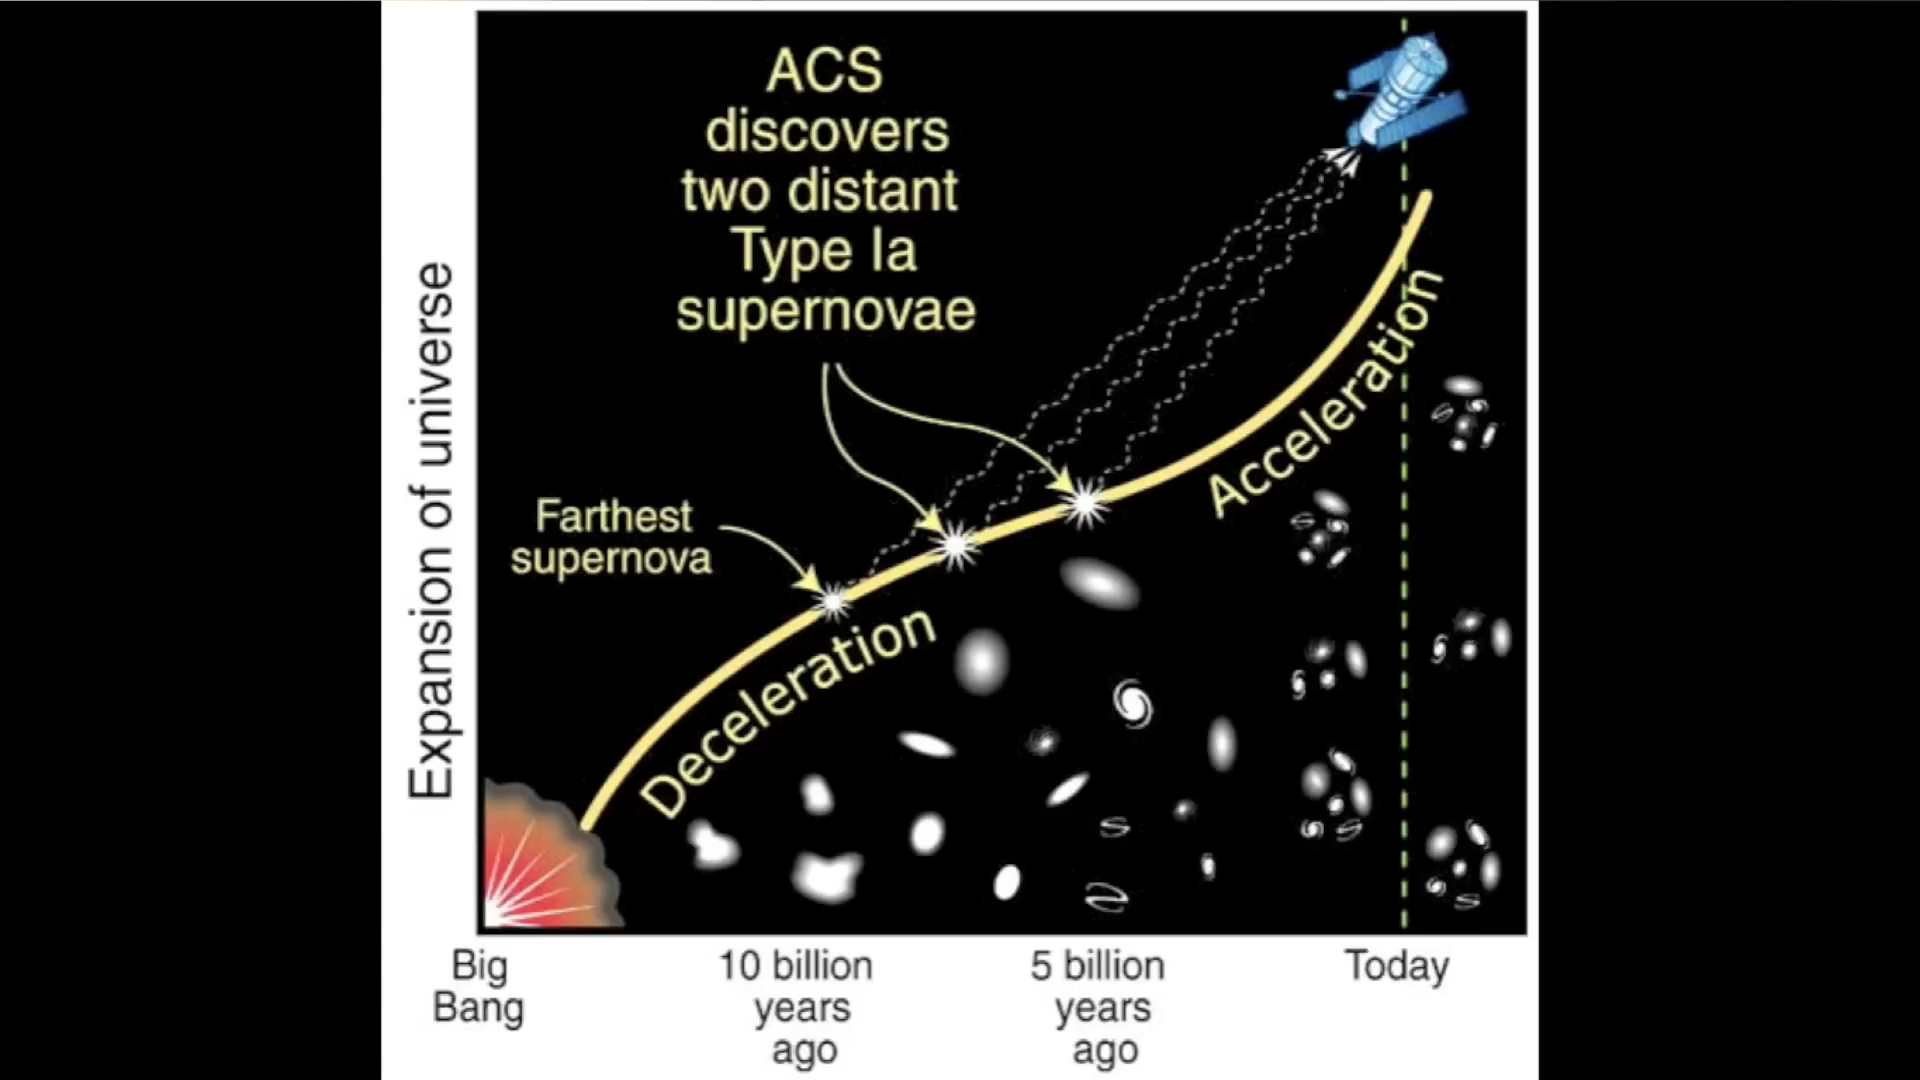 ACS
discovers
two distant
Type Ia
supernovae
Farthest
supernova
Deceleration
Acceleration
Expansion of universe
Big
Bang
10 billion
years
ago
5 billion
years
ago
Today